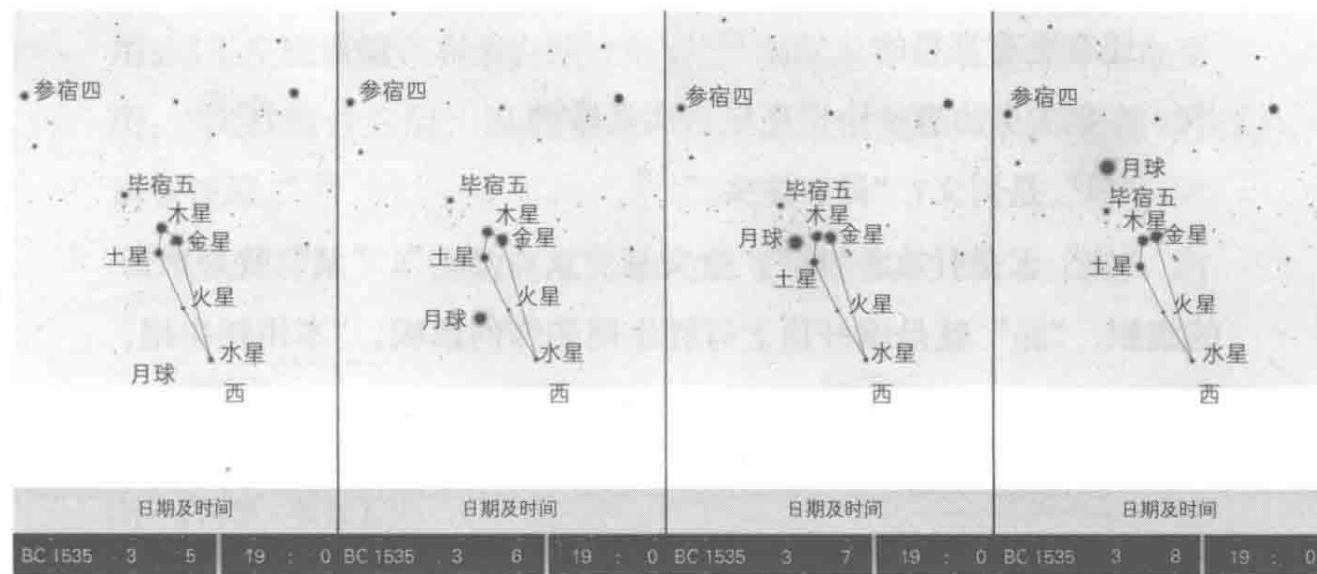 参宿四
毕宿五
木星
金星
土星
火星
水星
月球
西
日期及时间
BC 1535 3 5 19 : 0
参宿四
毕宿五
木星
金星
土星
火星
月球
水星
西
日期及时间
BC 1535 3 6 19 : 0
参宿四
毕宿五
木星
月球
金星
土星
火星
水星
西
日期及时间
BC 1535 3 7 19 : 0
参宿四
月球
毕宿五
木星
金星
土星
火星
水星
西
日期及时间
BC 1535 3 8 19 : 0